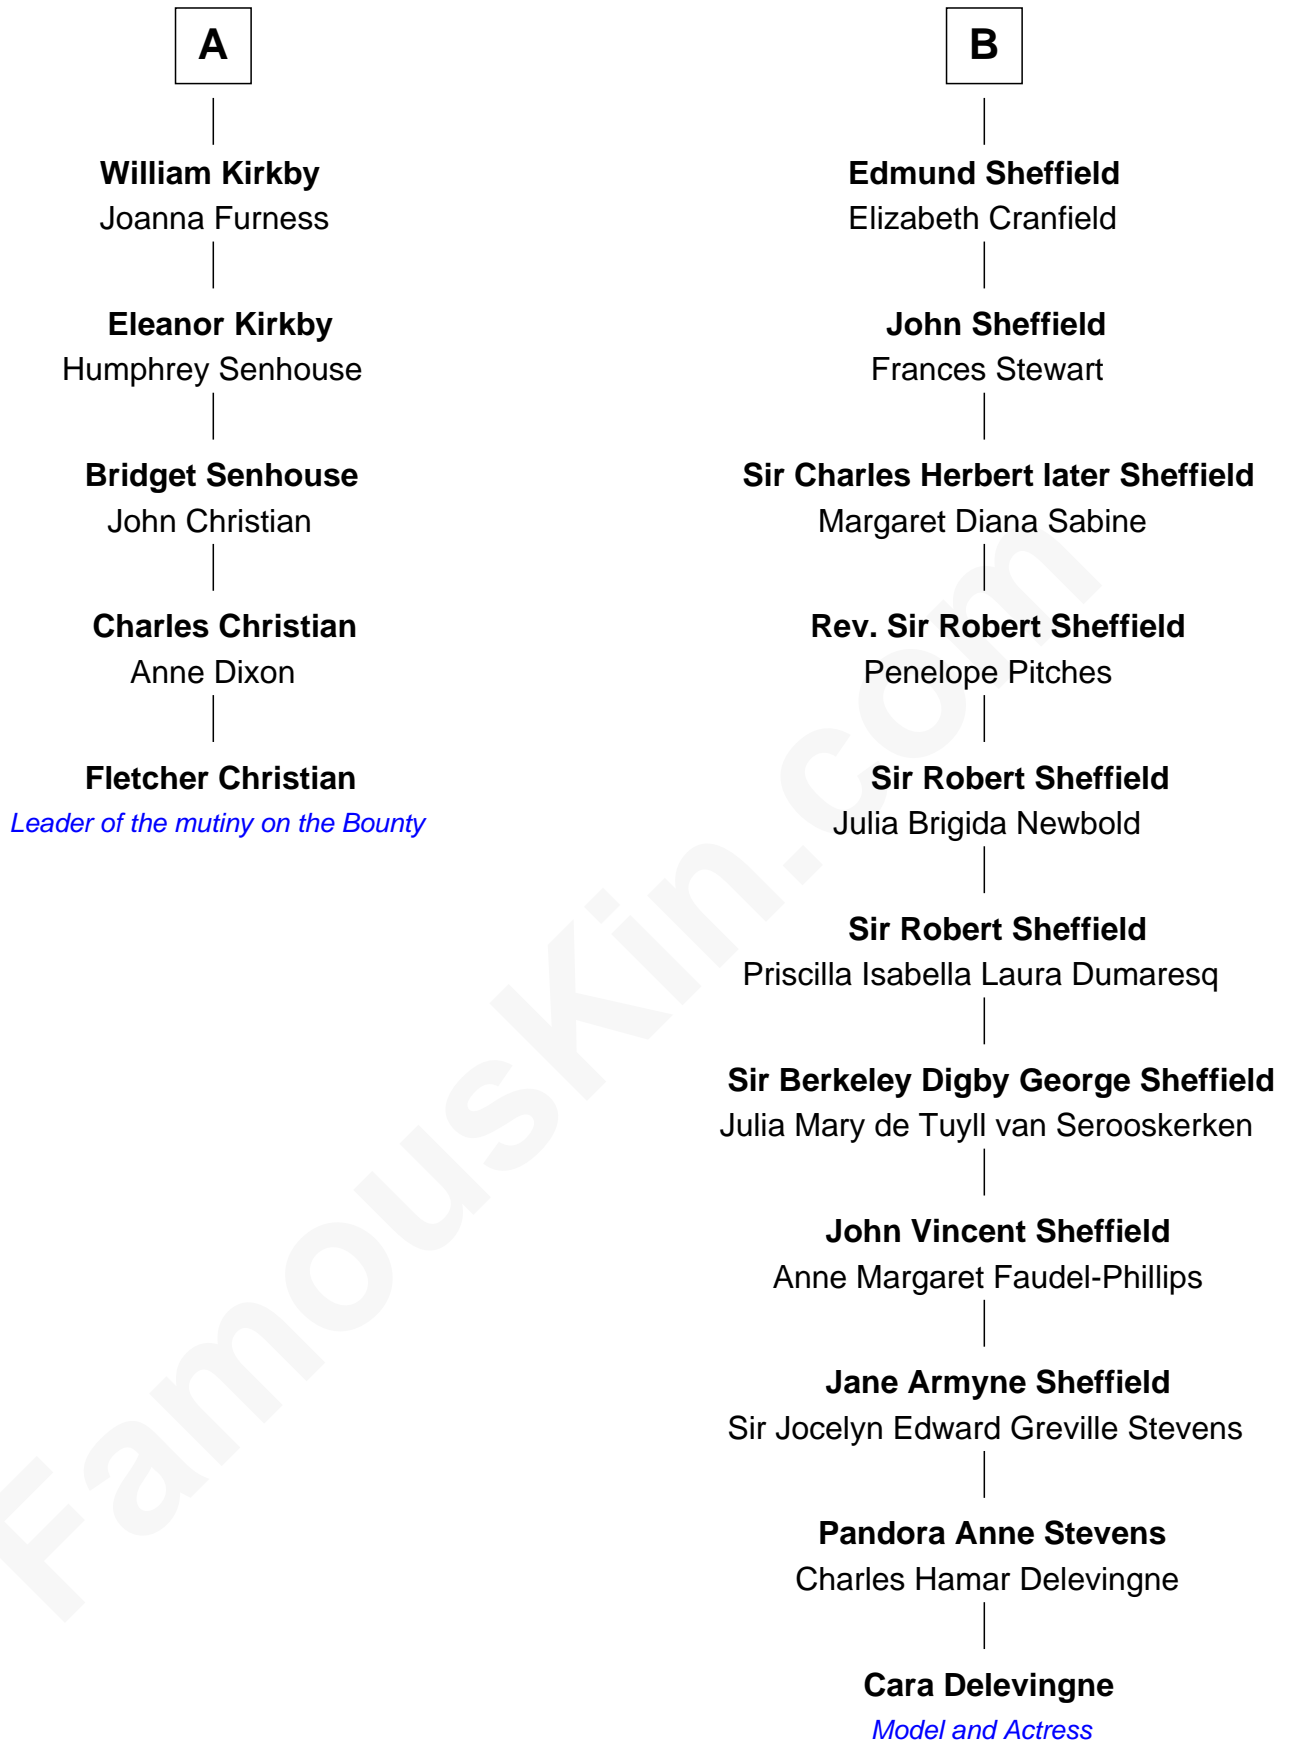 A
William Kirkby
Joanna Furness
Eleanor Kirkby
Humphrey Senhouse
Bridget Senhouse
John Christian
Charles Christian
Anne Dixon
Fletcher Christian
Leader of the mutiny on the Bounty
B
Edmund Sheffield
Elizabeth Cranfield
John Sheffield
Frances Stewart
Sir Charles Herbert later Sheffield
Margaret Diana Sabine
Rev. Sir Robert Sheffield
Penelope Pitches
Sir Robert Sheffield
Julia Brigida Newbold
Sir Robert Sheffield
Priscilla Isabella Laura Dumaresq
Sir Berkeley Digby George Sheffield
Julia Mary de Tuyll van Serooskerken
John Vincent Sheffield
Anne Margaret Faudel-Phillips
Jane Armyne Sheffield
Sir Jocelyn Edward Greville Stevens
Pandora Anne Stevens
Charles Hamar Delevingne
Cara Delevingne
Model and Actress
FamousKin.com